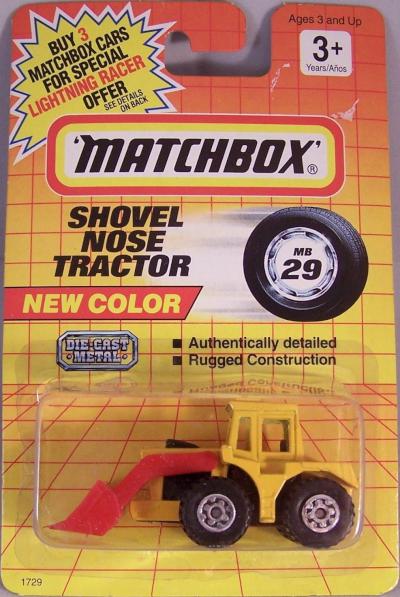 BUY 3
MATCHBOX CARS
FOR SPECIAL
LIGHTNING RACER
OFFER
SEE DETAILS
ON BACK
Ages 3 and Up
3+
Years/Años
'MATCHBOX'®
SHOVEL
NOSE
TRACTOR
MB
29
NEW COLOR
DIE-CAST
METAL
■ Authentically detailed
■ Rugged Construction
1729